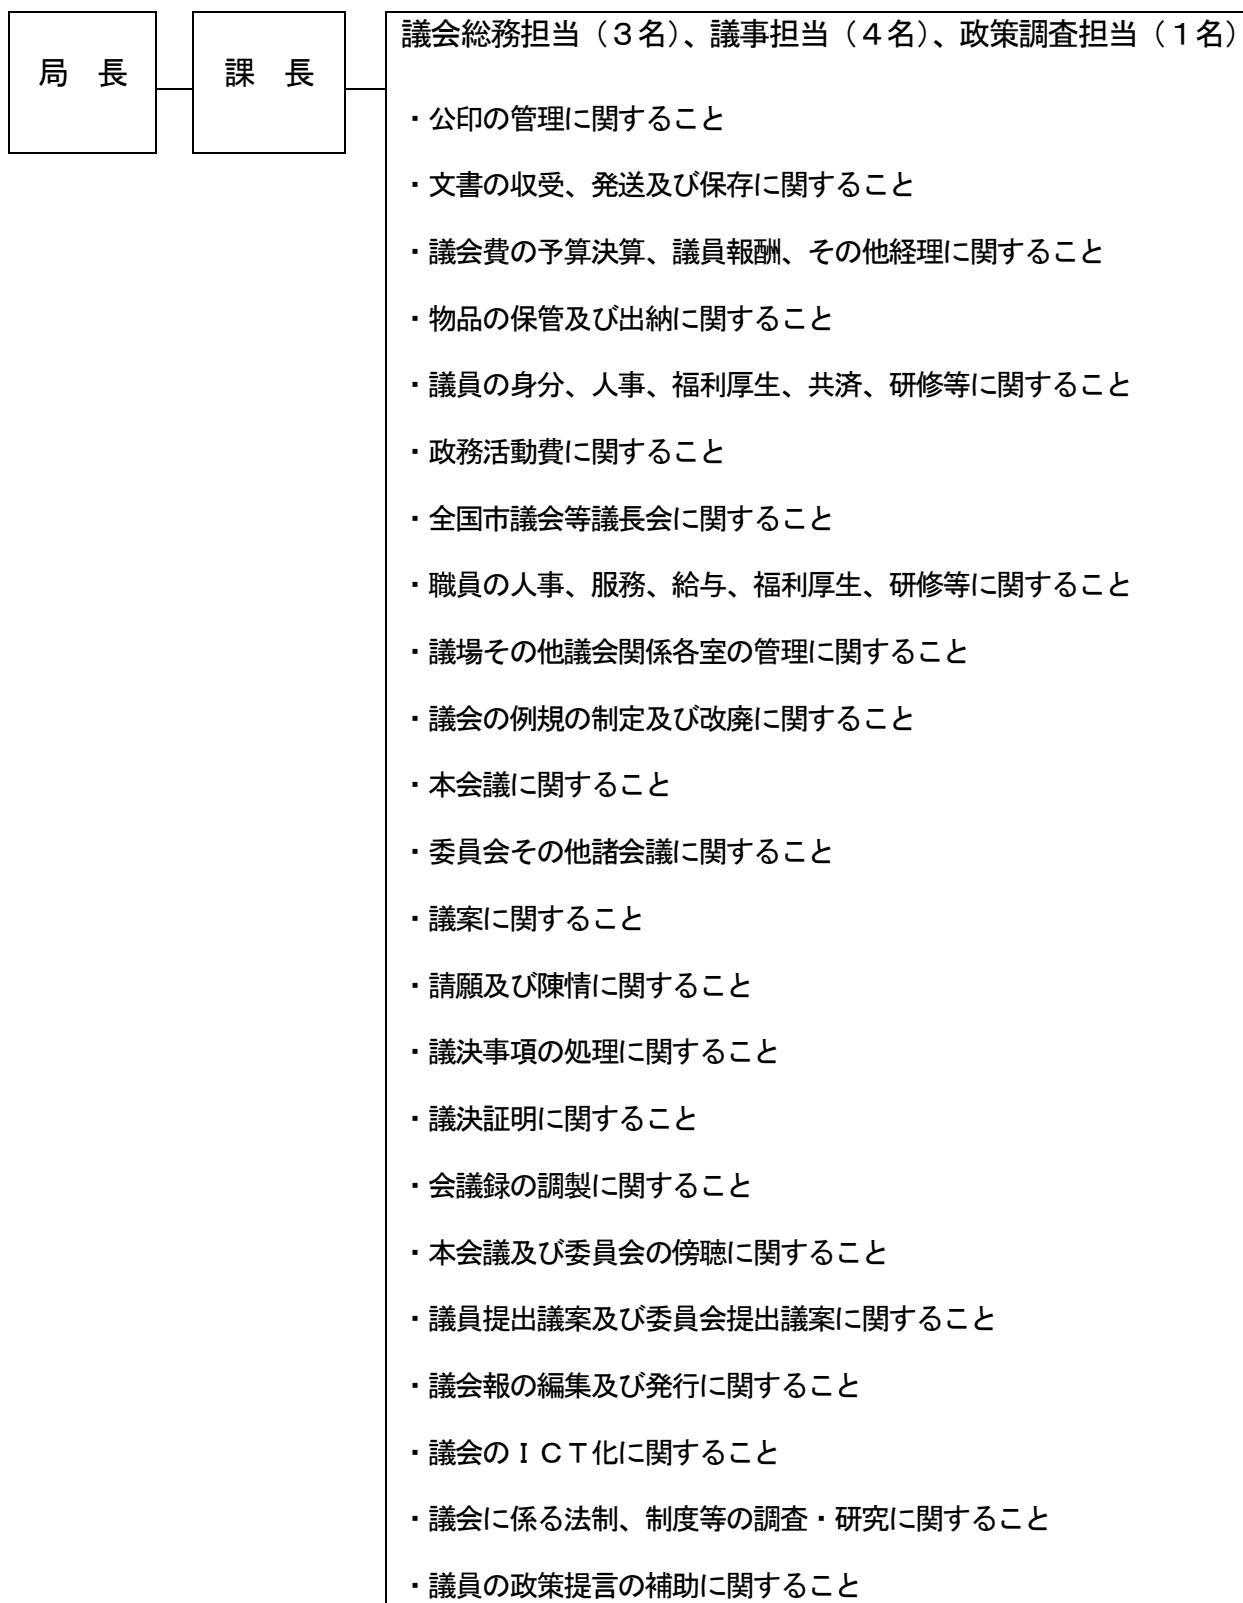 局　長
課　長
議会総務担当（３名）、議事担当（４名）、政策調査担当（１名）
・公印の管理に関すること
・文書の収受、発送及び保存に関すること
・議会費の予算決算、議員報酬、その他経理に関すること
・物品の保管及び出納に関すること
・議員の身分、人事、福利厚生、共済、研修等に関すること
・政務活動費に関すること
・全国市議会等議長会に関すること
・職員の人事、服務、給与、福利厚生、研修等に関すること
・議場その他議会関係各室の管理に関すること
・議会の例規の制定及び改廃に関すること
・本会議に関すること
・委員会その他諸会議に関すること
・議案に関すること
・請願及び陳情に関すること
・議決事項の処理に関すること
・議決証明に関すること
・会議録の調製に関すること
・本会議及び委員会の傍聴に関すること
・議員提出議案及び委員会提出議案に関すること
・議会報の編集及び発行に関すること
・議会のＩＣＴ化に関すること
・議会に係る法制、制度等の調査・研究に関すること
・議員の政策提言の補助に関すること